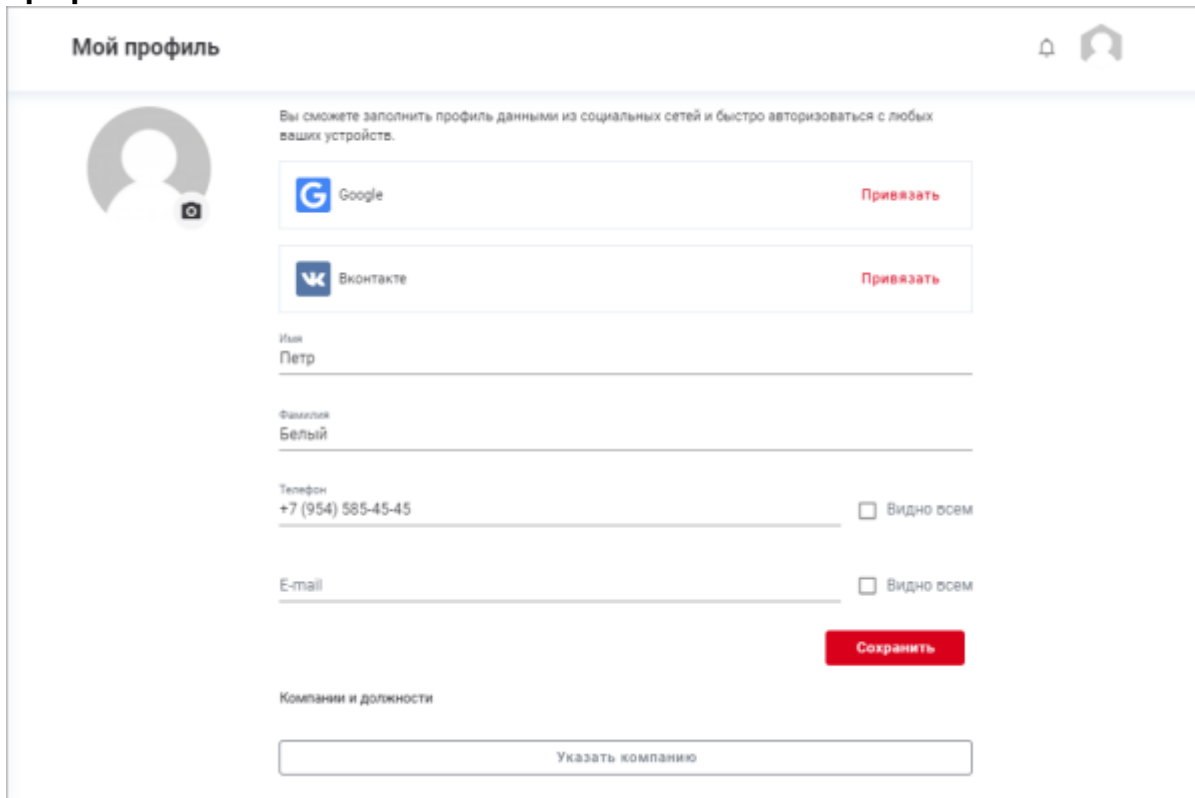 Мой профиль
Вы сможете заполнить профиль данными из социальных сетей и быстро авторизоваться с любых
ваших устройств.
Google Привязать
Вконтакте Привязать
Имя
Петр
Фамилия
Белый
Телефон
+7 (954) 585-45-45 Видно всем
E-mail Видно всем
Сохранить
Компании и должности
Указать компанию